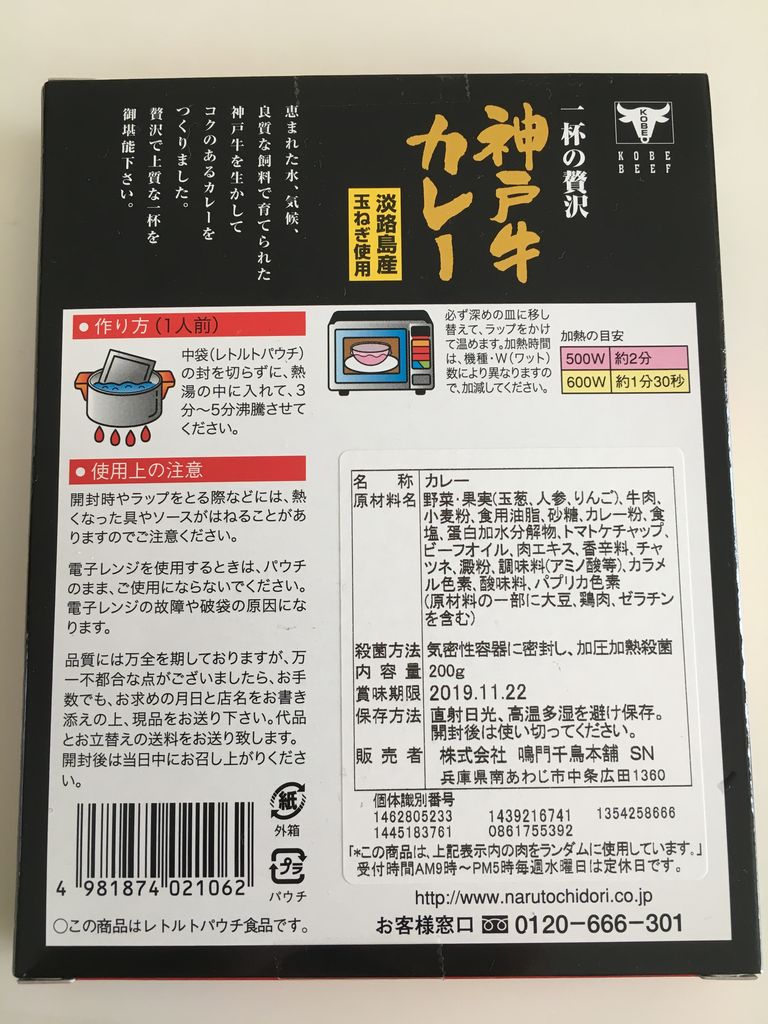 KOBE
KOBE
BEEF
一杯の贅沢
神戸牛
カレー
淡路島産
玉ねぎ使用
恵まれた水、気候、
良質な飼料で育てられた
神戸牛を生かして
コクのあるカレーを
つくりました。
贅沢で上質な一杯を
御堪能下さい。
●作り方(1人前)
中袋(レトルトパウチ)
の封を切らずに、熱
湯の中に入れて、3
分〜5分沸騰させて
ください。
必ず深めの皿に移し
替えて、ラップをかけ
て温めます。加熱時間
は、機種・W(ワット)
数により異なりますの
で、加減してください。
加熱の目安
500W 約2分
600W 約1分30秒
●使用上の注意
開封時やラップをとる際などには、熱
くなった具やソースがはねることがあ
りますのでご注意ください。
電子レンジを使用するときは、パウチ
のまま、ご使用にならないでください。
電子レンジの故障や破袋の原因にな
ります。
品質には万全を期しておりますが、万
一不都合な点がございましたら、お手
数でも、お求めの月日と店名をお書き
添えの上、現品をお送り下さい。代品
とお立替えの送料をお送り致します。
開封後は当日中にお召し上がりくださ
い。
名称 カレー
原材料名 野菜・果実(玉葱、人参、りんご)、牛肉、
小麦粉、食用油脂、砂糖、カレー粉、食
塩、蛋白加水分解物、トマトケチャップ、
ビーフオイル、肉エキス、香辛料、チャ
ツネ、澱粉、調味料(アミノ酸等)、カラメ
ル色素、酸味料、パプリカ色素
(原材料の一部に大豆、鶏肉、ゼラチン
を含む)
殺菌方法 気密性容器に密封し、加圧加熱殺菌
内容量 200g
賞味期限 2019.11.22
保存方法 直射日光、高温多湿を避け保存。
開封後は使い切ってください。
販売者 株式会社 鳴門千鳥本舗 SN
兵庫県南あわじ市中条広田1360
個体識別番号
1462805233 1439216741 1354258666
1445183761 0861755392
「*この商品は、上記表示内の肉をランダムに使用しています。」
受付時間AM9時〜PM5時毎週水曜日は定休日です。
紙
外箱
プラ
パウチ
4 981874 021062
http://www.narutochidori.co.jp
○この商品はレトルトパウチ食品です。
お客様窓口 0120-666-301